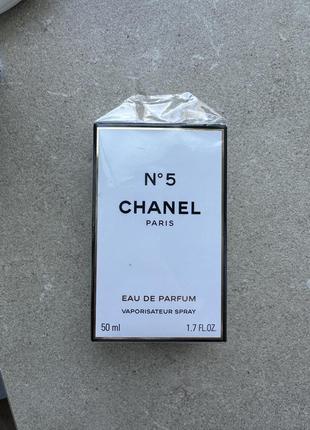 N°5
CHANEL
PARIS
EAU DE PARFUM
VAPORISATEUR SPRAY
50 ml 1.7 FL.OZ.